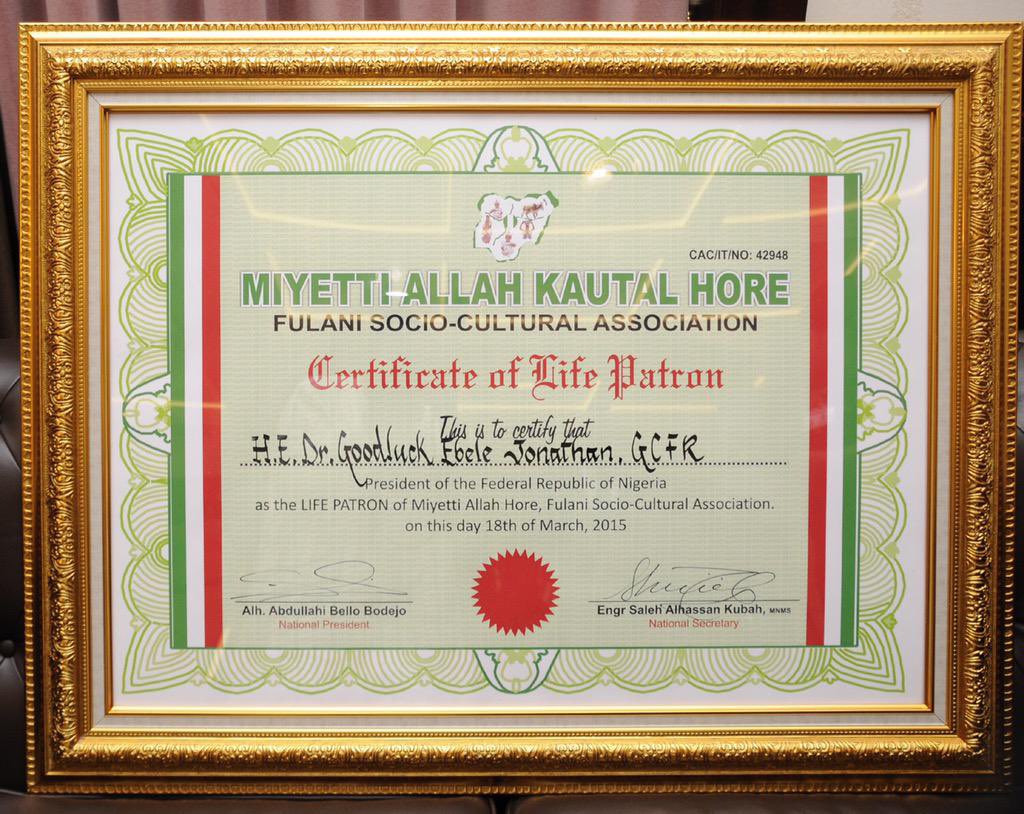 CAC/IT/NO: 42948
MIYETTI ALLAH KAUTAL HORE
FULANI SOCIO-CULTURAL ASSOCIATION
Certificate of Life Patron
This is to certify that
H.E. Dr. Goodluck Ebele Jonathan, GCFR
President of the Federal Republic of Nigeria
as the LIFE PATRON of Miyetti Allah Hore, Fulani Socio-Cultural Association.
on this day 18th of March, 2015
Alh. Abdullahi Bello Bodejo
National President
Engr Saleh Alhassan Kubah, MNMS
National Secretary